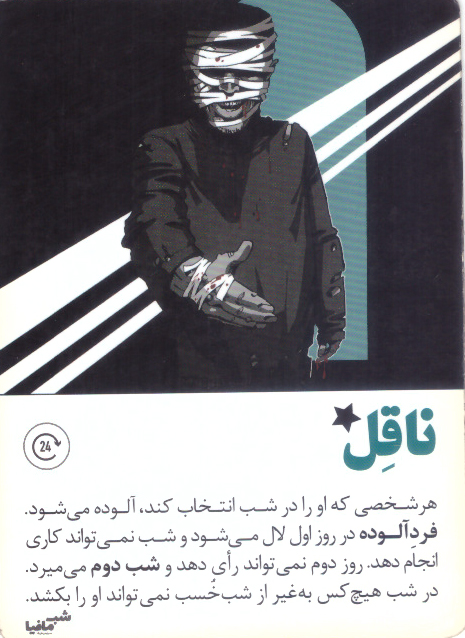 ناقِل
24
هر شخصی که او را در شب انتخاب کند، آلوده می‌شود.
فردِ آلوده در روز اول لال می‌شود و شب نمی‌تواند کاری
انجام دهد. روز دوم نمی‌تواند رأی دهد و شب دوم می‌میرد.
در شب هیچ‌کس به‌غیر از شب‌خُسب نمی‌تواند او را بکشد.
شب
مافیا